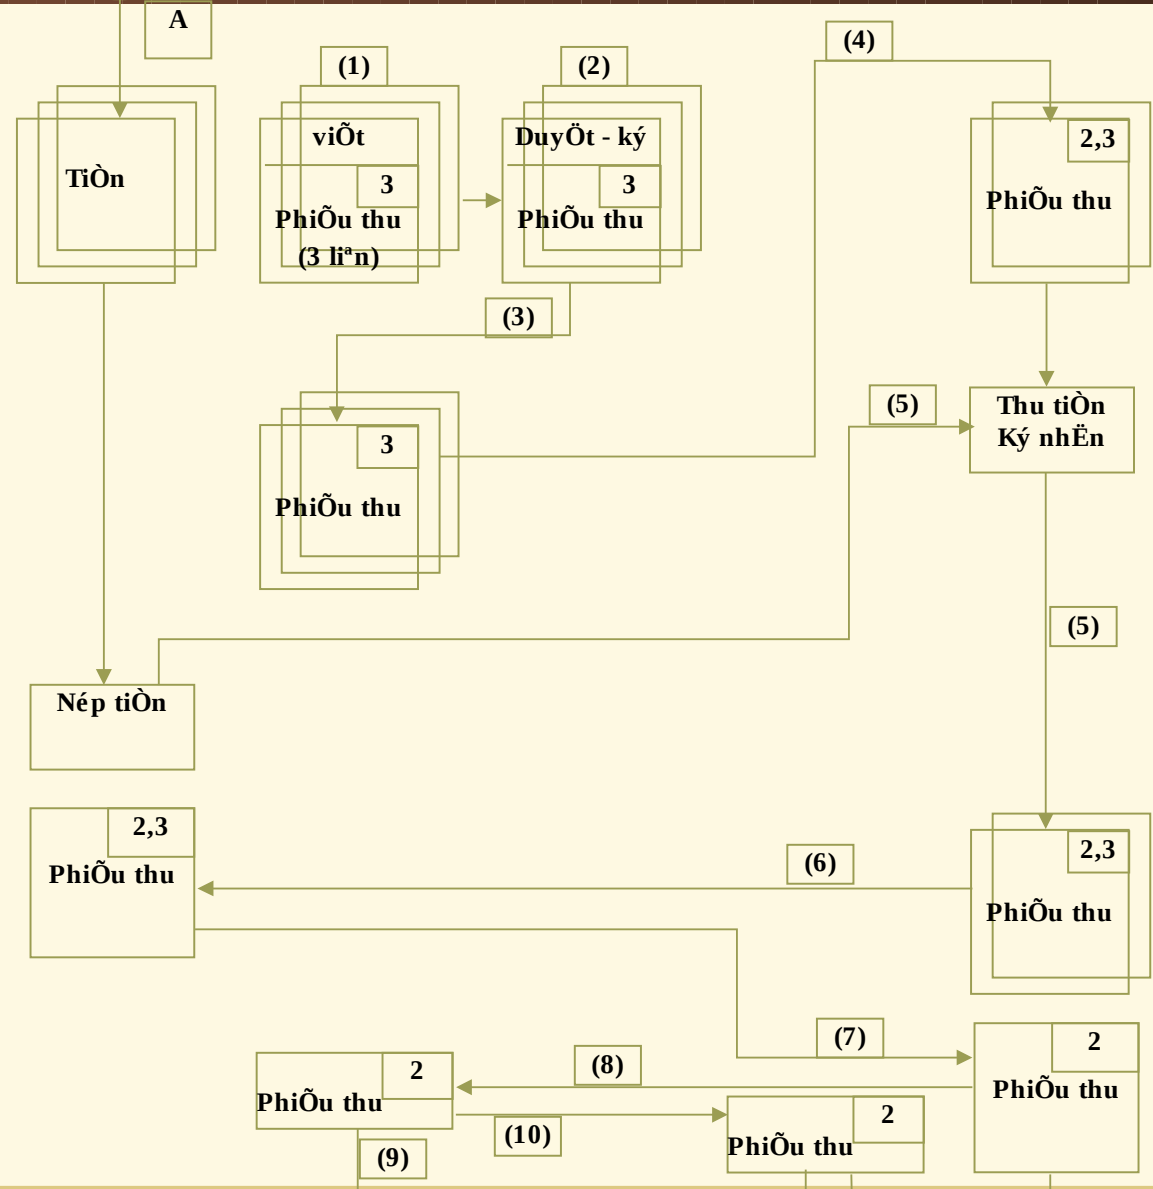 A
(1)
(2)
(4)
TiÒn
viÕt
3
PhiÕu thu
(3 liªn)
DuyÖt - ký
3
PhiÕu thu
2,3
PhiÕu thu
(3)
3
PhiÕu thu
(5)
Thu tiÒn
Ký nhËn
(5)
Nép tiÒn
2,3
PhiÕu thu
(6)
2,3
PhiÕu thu
(7)
2
PhiÕu thu
(8)
2
PhiÕu thu
(10)
2
PhiÕu thu
(9)